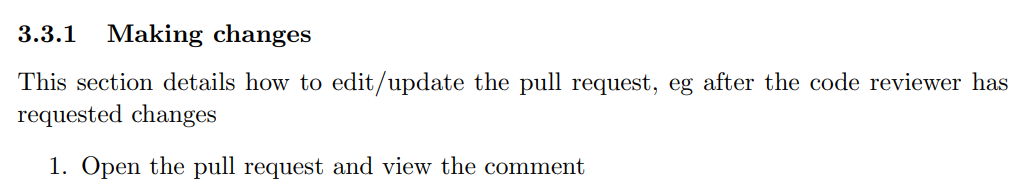 3.3.1 Making changes
This section details how to edit/update the pull request, eg after the code reviewer has
requested changes
1. Open the pull request and view the comment